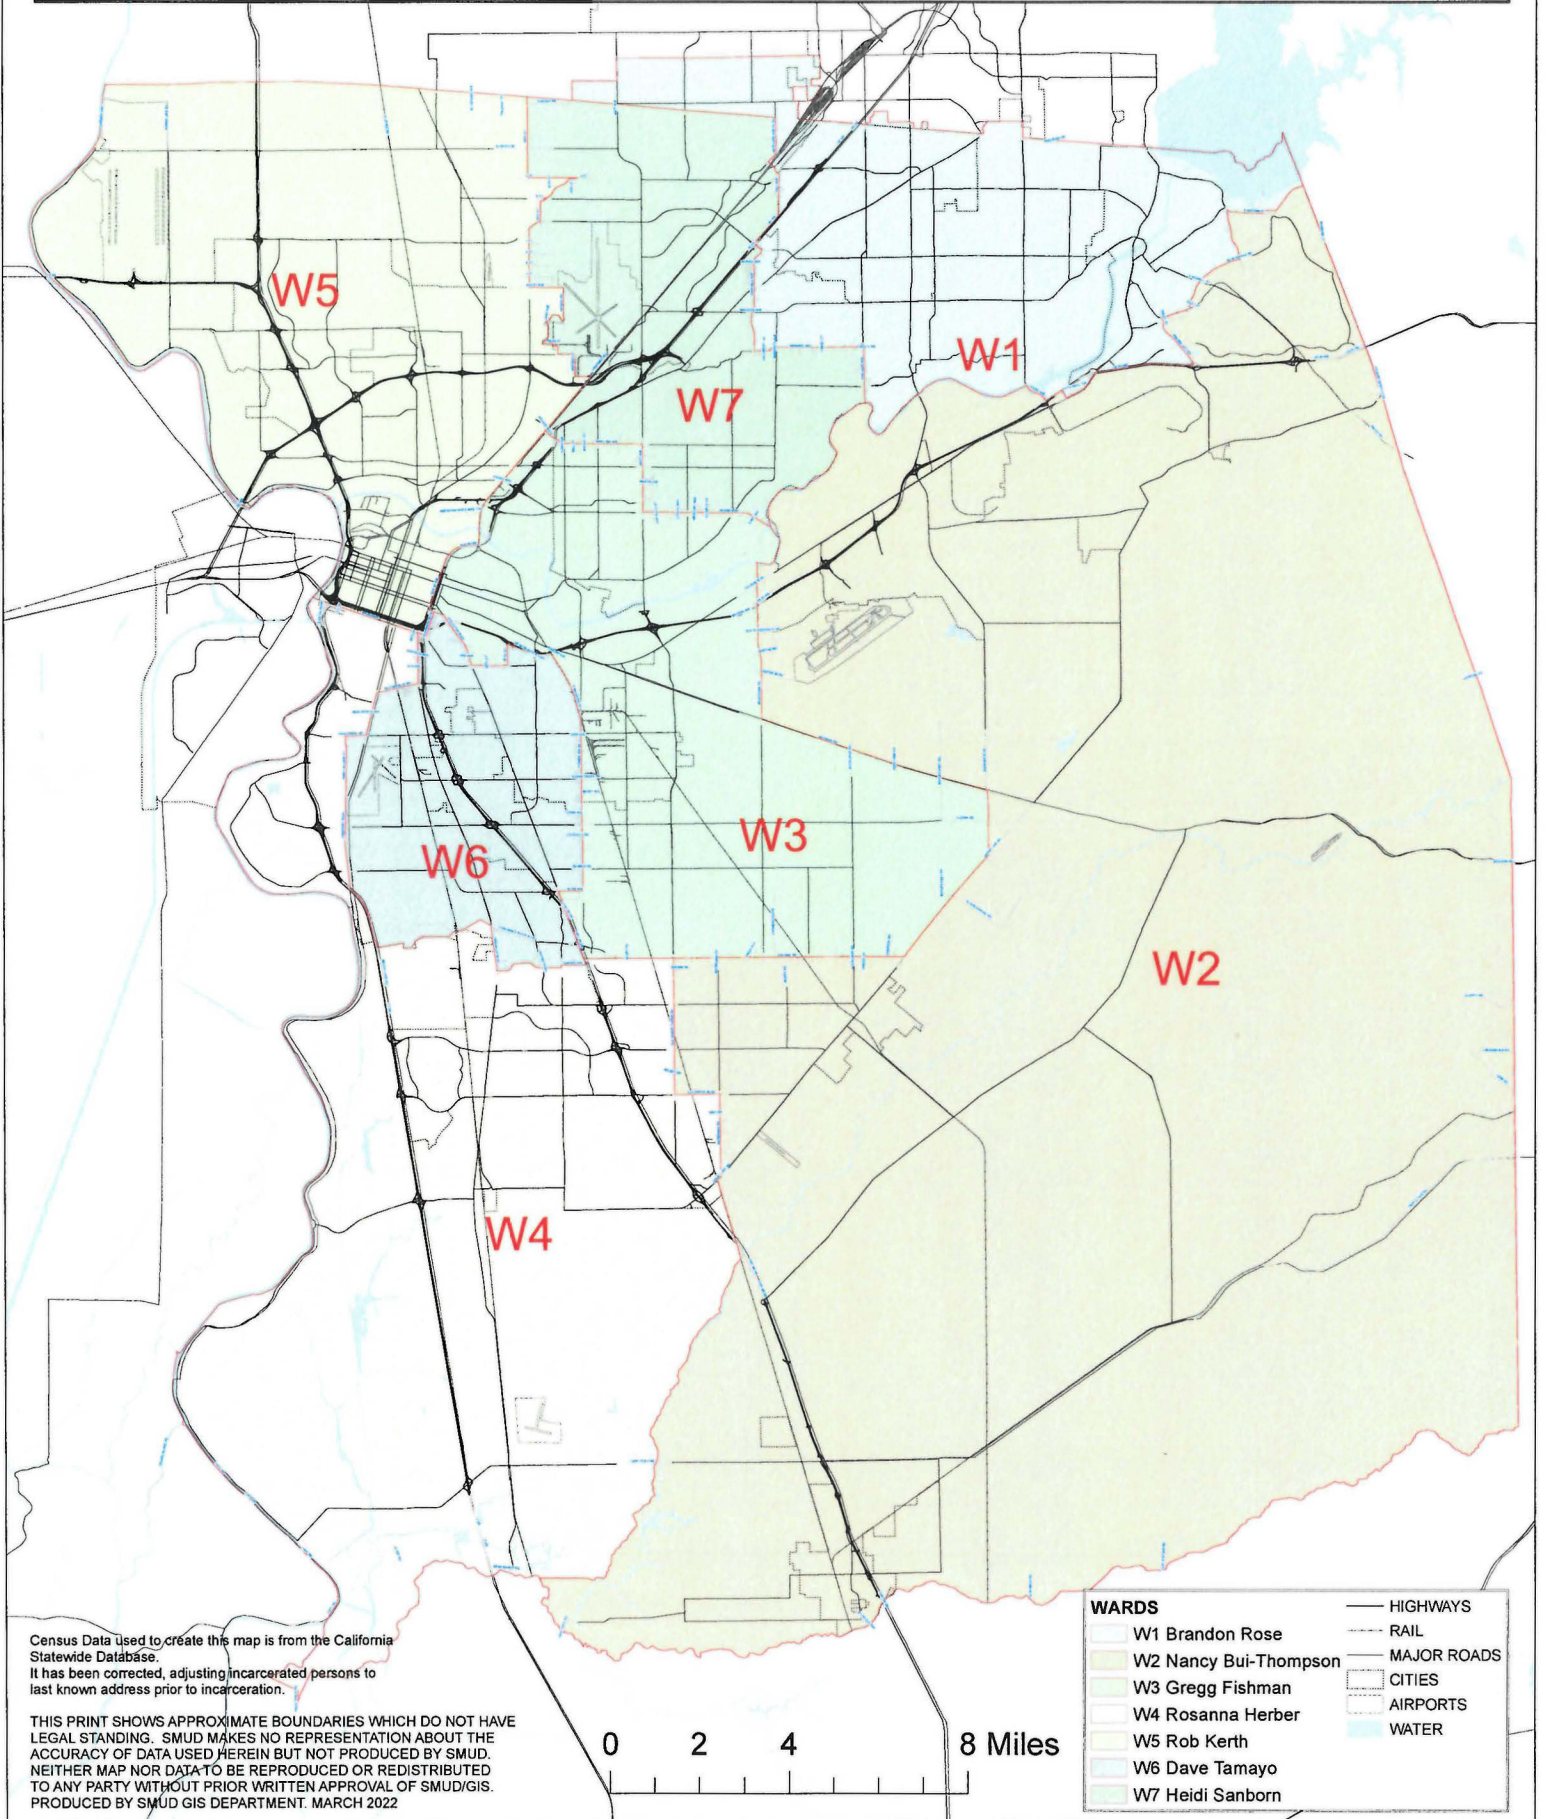 W5
W1
W7
W3
W6
W2
W4
Census Data used to create this map is from the California
Statewide Database.
It has been corrected, adjusting incarcerated persons to
last known address prior to incarceration.
THIS PRINT SHOWS APPROXIMATE BOUNDARIES WHICH DO NOT HAVE
LEGAL STANDING. SMUD MAKES NO REPRESENTATION ABOUT THE
ACCURACY OF DATA USED HEREIN BUT NOT PRODUCED BY SMUD.
NEITHER MAP NOR DATA TO BE REPRODUCED OR REDISTRIBUTED
TO ANY PARTY WITHOUT PRIOR WRITTEN APPROVAL OF SMUD/GIS.
PRODUCED BY SMUD GIS DEPARTMENT. MARCH 2022
0 2 4 8 Miles
WARDS
W1 Brandon Rose
W2 Nancy Bui-Thompson
W3 Gregg Fishman
W4 Rosanna Herber
W5 Rob Kerth
W6 Dave Tamayo
W7 Heidi Sanborn
HIGHWAYS
RAIL
MAJOR ROADS
CITIES
AIRPORTS
WATER